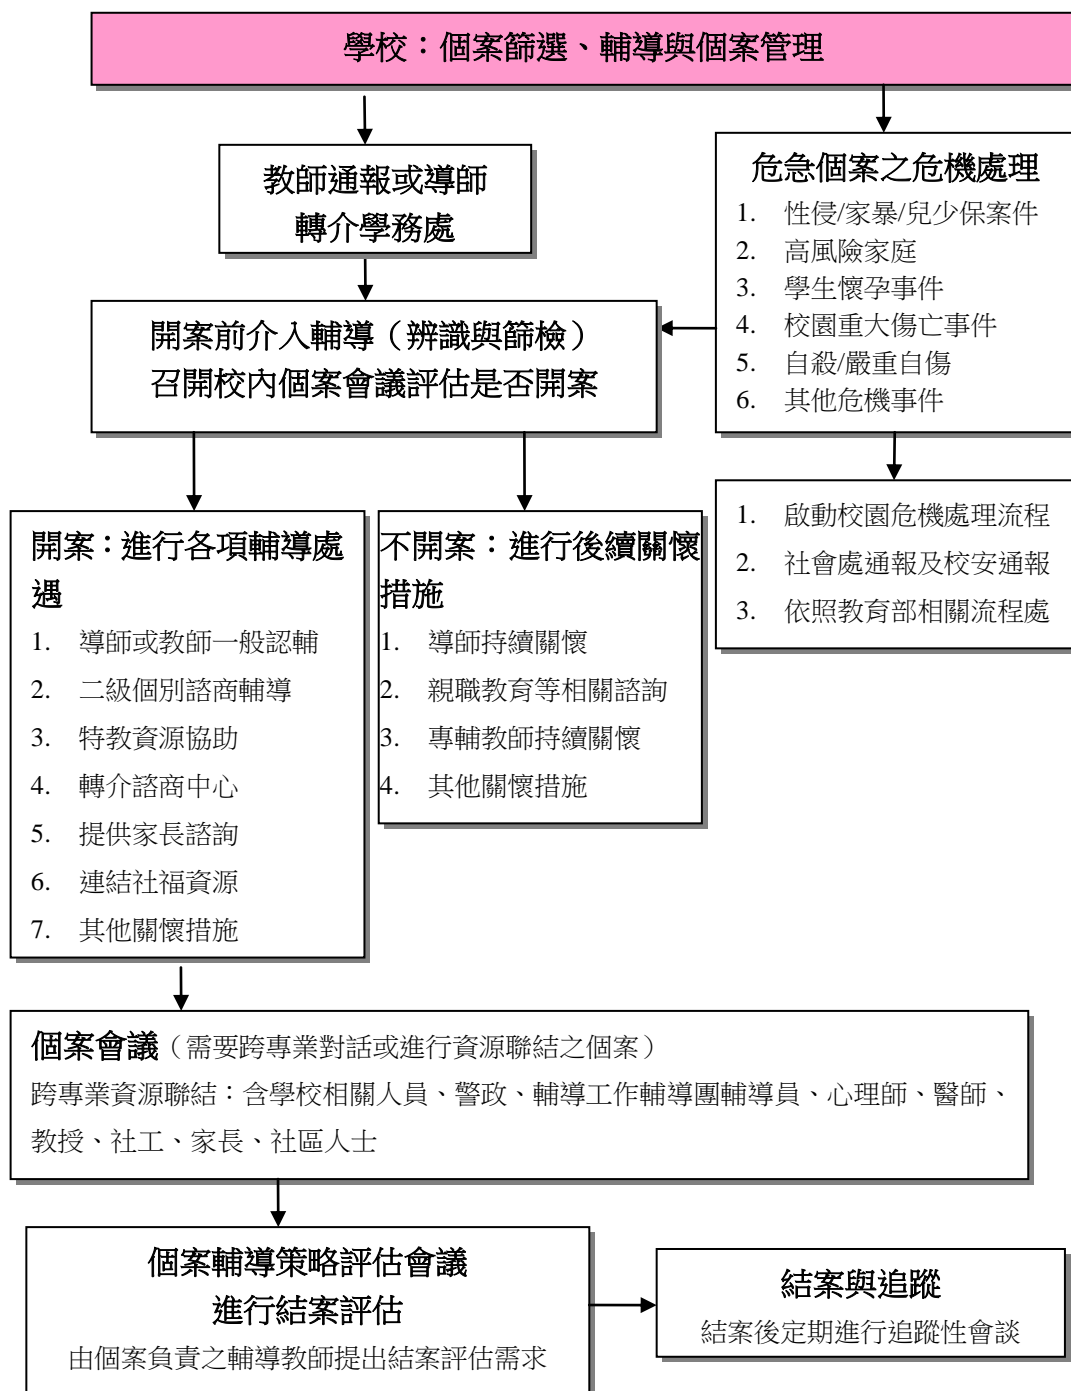 學校：個案篩選、輔導與個案管理
教師通報或導師
轉介學務處
危急個案之危機處理
1. 性侵/家暴/兒少保案件
2. 高風險家庭
3. 學生懷孕事件
4. 校園重大傷亡事件
5. 自殺/嚴重自傷
6. 其他危機事件
開案前介入輔導（辨識與篩檢）
召開校內個案會議評估是否開案
1. 啟動校園危機處理流程
2. 社會處通報及校安通報
3. 依照教育部相關流程處
開案：進行各項輔導處
遇
1. 導師或教師一般認輔
2. 二級個別諮商輔導
3. 特教資源協助
4. 轉介諮商中心
5. 提供家長諮詢
6. 連結社福資源
7. 其他關懷措施
不開案：進行後續關懷
措施
1. 導師持續關懷
2. 親職教育等相關諮詢
3. 專輔教師持續關懷
4. 其他關懷措施
個案會議（需要跨專業對話或進行資源聯結之個案）
跨專業資源聯結：含學校相關人員、警政、輔導工作輔導團輔導員、心理師、醫師、
教授、社工、家長、社區人士
個案輔導策略評估會議
進行結案評估
由個案負責之輔導教師提出結案評估需求
結案與追蹤
結案後定期進行追蹤性會談